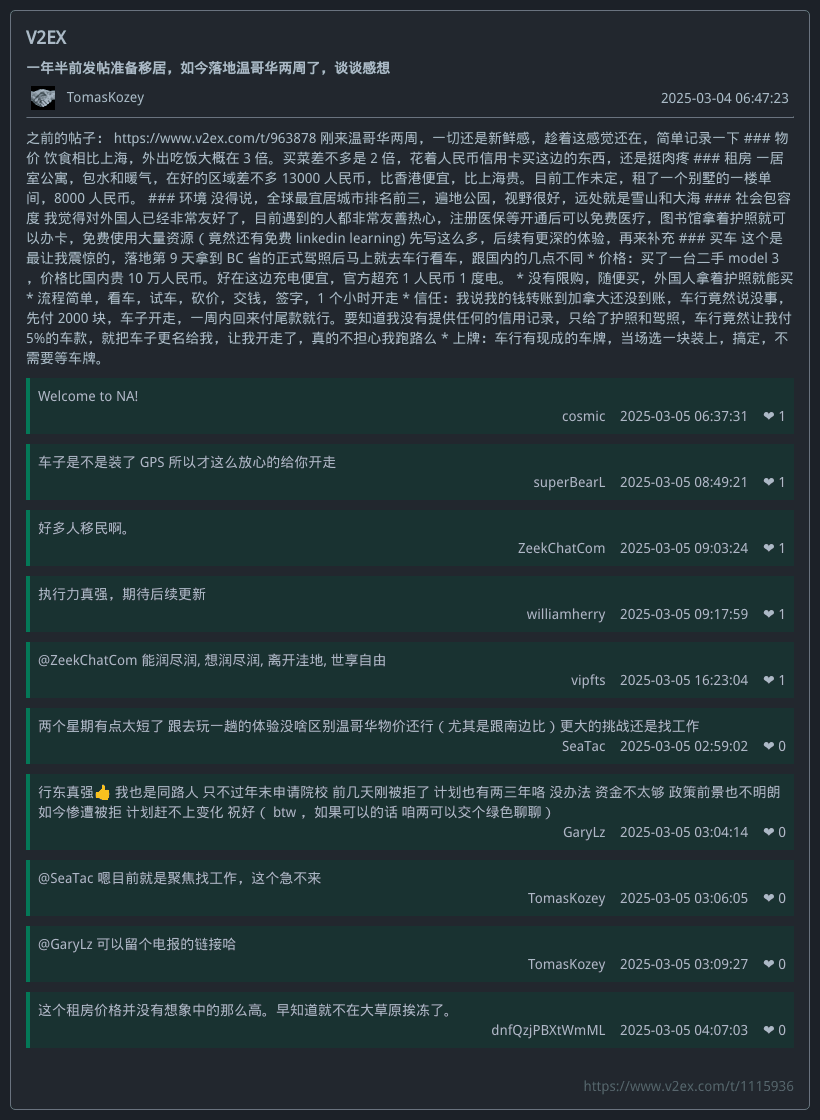 V2EX
一年半前发帖准备移居，如今落地温哥华两周了，谈谈感想
TomasKozey 2025-03-04 06:47:23
之前的帖子： https://www.v2ex.com/t/963878 刚来温哥华两周，一切还是新鲜感，趁着这感觉还在，简单记录一下 ### 物
价 饮食相比上海，外出吃饭大概在 3 倍。买菜差不多是 2 倍，花着人民币信用卡买这边的东西，还是挺肉疼 ### 租房 一居
室公寓，包水和暖气，在好的区域差不多 13000 人民币，比香港便宜，比上海贵。目前工作未定，租了一个别墅的一楼单
间，8000 人民币。 ### 环境 没得说，全球最宜居城市排名前三，遍地公园，视野很好，远处就是雪山和大海 ### 社会包容
度 我觉得对外国人已经非常友好了，目前遇到的人都非常友善热心，注册医保等开通后可以免费医疗，图书馆拿着护照就可
以办卡，免费使用大量资源 ( 竟然还有免费 linkedin learning) 先写这么多，后续有更深的体验，再来补充 ### 买车 这个是
最让我震惊的，落地第 9 天拿到 BC 省的正式驾照后马上就去车行看车，跟国内的几点不同 * 价格：买了一台二手 model 3
，价格比国内贵 10 万人民币。好在这边充电便宜，官方超充 1 人民币 1 度电。 * 没有限购，随便买，外国人拿着护照就能买
* 流程简单，看车，试车，砍价，交钱，签字，1 个小时开走 * 信任：我说我的钱转账到加拿大还没到账，车行竟然说没事，
先付 2000 块，车子开走，一周内回来付尾款就行。要知道我没有提供任何的信用记录，只给了护照和驾照，车行竟然让我付
5%的车款，就把车子更名给我，让我开走了，真的不担心我跑路么 * 上牌：车行有现成的车牌，当场选一块装上，搞定，不
需要等车牌。
Welcome to NA!
cosmic 2025-03-05 06:37:31 ❤ 1
车子是不是装了 GPS 所以才这么放心的给你开走
superBearL 2025-03-05 08:49:21 ❤ 1
好多人移民啊。
ZeekChatCom 2025-03-05 09:03:24 ❤ 1
执行力真强，期待后续更新
williamherry 2025-03-05 09:17:59 ❤ 1
@ZeekChatCom 能润尽润, 想润尽润, 离开洼地, 世享自由
vipfts 2025-03-05 16:23:04 ❤ 1
两个星期有点太短了 跟去玩一趟的体验没啥区别温哥华物价还行 ( 尤其是跟南边比 ) 更大的挑战还是找工作
SeaTac 2025-03-05 02:59:02 ❤ 0
行东真强👍 我也是同路人 只不过年末申请院校 前几天刚被拒了 计划也有两三年咯 没办法 资金不太够 政策前景也不明朗
如今惨遭被拒 计划赶不上变化 祝好 ( btw ，如果可以的话 咱两可以交个绿色聊聊 )
GaryLz 2025-03-05 03:04:14 ❤ 0
@SeaTac 嗯目前就是聚焦找工作，这个急不来
TomasKozey 2025-03-05 03:06:05 ❤ 0
@GaryLz 可以留个电报的链接哈
TomasKozey 2025-03-05 03:09:27 ❤ 0
这个租房价格并没有想象中的那么高。早知道就不在大草原挨冻了。
dnfQzjPBXtWmML 2025-03-05 04:07:03 ❤ 0
https://www.v2ex.com/t/1115936